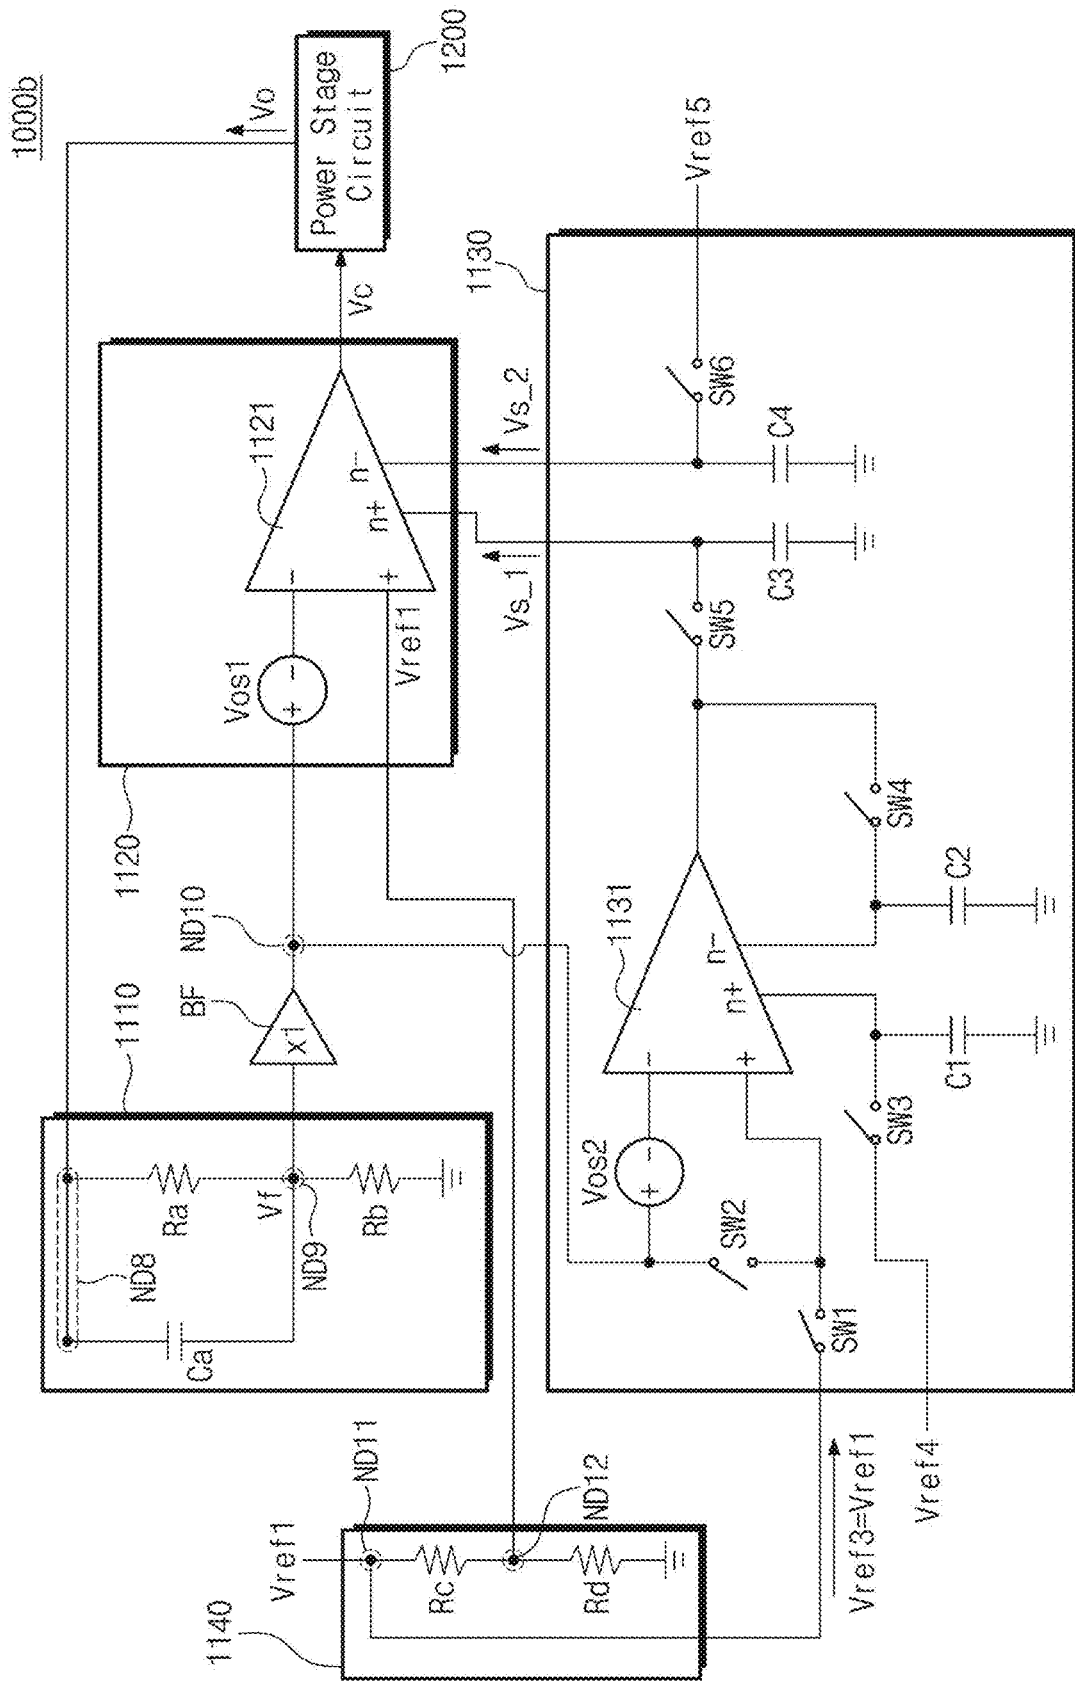 1000b
Vo
Power Stage
Circuit
1200
Vc
1120
1121
Vos1
+
−
−
+
n+
n−
Vref1
Vs_1
Vs_2
1110
ND8
Ra
Ca
Vf
ND9
Rb
BF
x1
ND10
1130
Vref5
SW6
C4
C3
SW5
SW4
C2
1131
−
+
n+
n−
C1
SW3
Vos2
+
−
SW2
SW1
Vref4
Vref3=Vref1
1140
Vref1
ND11
Rc
ND12
Rd